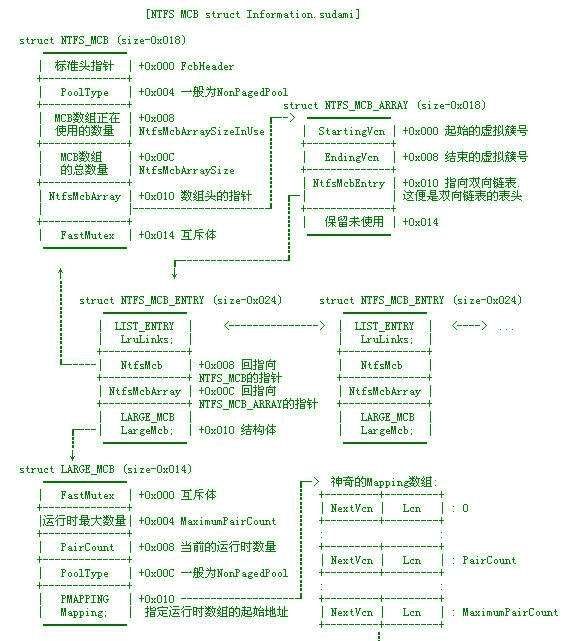 [NTFS MCB struct Information.sudami]
struct NTFS_MCB (size-0x018)
标准头指针 +0x000 FcbHeader
PoolType +0x004 一般为NonPagedPool
struct NTFS_MCB_ARRAY (size-0x018)
MCB数组正在 +0x008
使用的数量 NtfsMcbArraySizeInUse
StartingVcn +0x000 起始的虚拟簇号
MCB数组 +0x00C
的总数量 NtfsMcbArraySize
EndingVcn +0x008 结束的虚拟簇号
NtfsMcbArray +0x010 数组头的指针
NtfsMcbEntry +0x010 指向双向链表.
这便是双向链表的表头
保留未使用 +0x014
FastMutex +0x014 互斥体
struct NTFS_MCB_ENTRY (size-0x024) struct NTFS_MCB_ENTRY (size-0x024)
LIST_ENTRY LIST_ENTRY ...
LruLinks; LruLinks;
NtfsMcb +0x008 回指向 NtfsMcb
NTFS_MCB的指针
NtfsMcbArray +0x00C 回指向 NtfsMcbArray
NTFS_MCB_ARRAY的指针
LARGE_MCB LARGE_MCB
LargeMcb; +0x010 结构体 LargeMcb;
struct LARGE_MCB (size-0x014)
神奇的Mapping数组:
FastMutex +0x000 互斥体
NextVcn Lcn : 0
运行时最大数量 +0x004 MaximumPairCount
: :
PairCount +0x008 当前的运行时数量
NextVcn Lcn : PairCount
PoolType +0x00C 一般为NonPagedPool
: :
PMAPPING +0x010
Mapping; 指定运行时数组的起始地址
NextVcn Lcn : MaximumPairCount